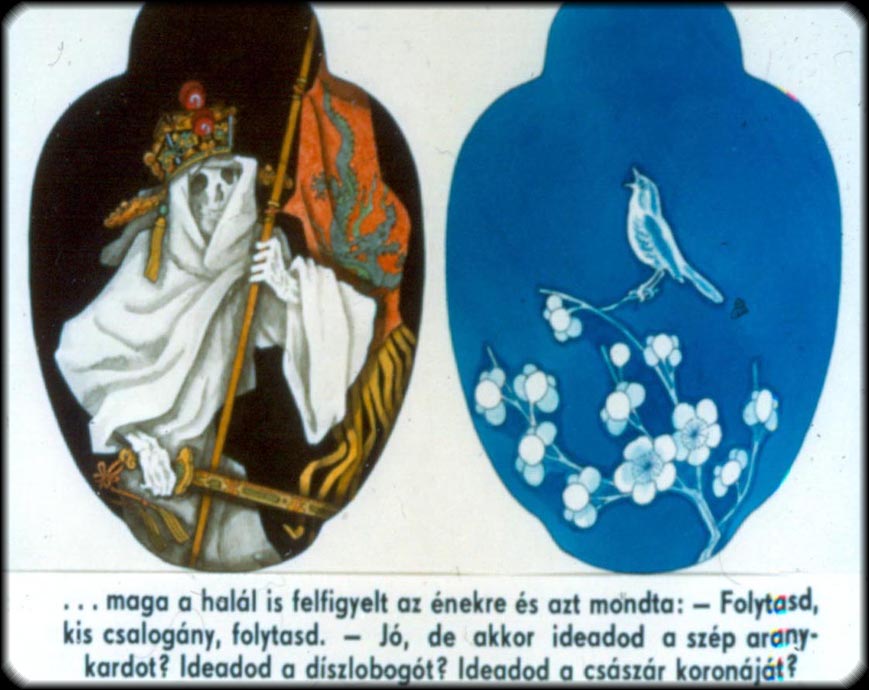 ... maga a halál is felfigyelt az énekre és azt mondta: — Folytasd,
kis csalogány, folytasd. — Jó, de akkor ideadod a szép arany-
kardot? Ideadod a díszlobogót? Ideadod a császár koronáját?